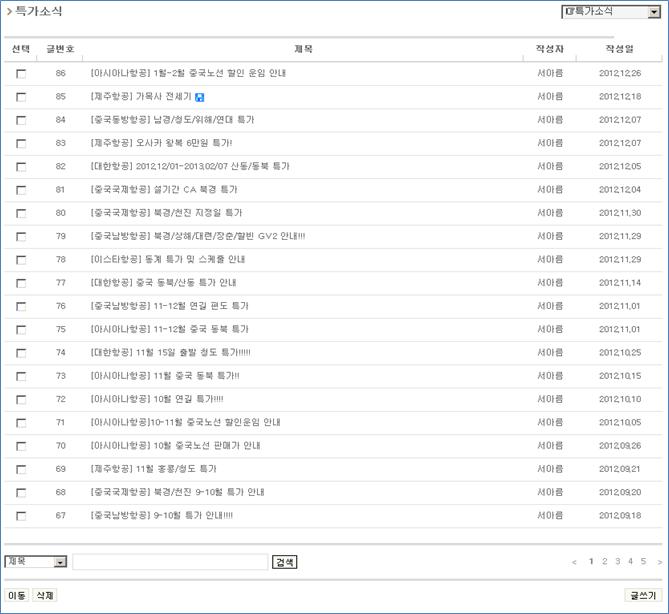 특가소식
특가소식
선택 글번호 제목 작성자 작성일
86 [아시아나항공] 1월-2월 중국노선 할인 운임 안내 서아름 2012.12.26
85 [제주항공] 가목사 전세기 서아름 2012.12.18
84 [중국동방항공] 남경/청도/위해/연대 특가 서아름 2012.12.07
83 [제주항공] 오사카 왕복 6만원 특가! 서아름 2012.12.07
82 [대한항공] 2012.12/01-2013.02/07 산동/동북 특가 서아름 2012.12.05
81 [중국국제항공] 설기간 CA 북경 특가 서아름 2012.12.04
80 [중국국제항공] 북경/천진 지정일 특가 서아름 2012.11.30
79 [중국남방항공] 북경/상해/대련/장춘/할빈 GV2 안내!!! 서아름 2012.11.29
78 [이스타항공] 동계 특가 및 스케줄 안내 서아름 2012.11.29
77 [대한항공] 중국 동북/산동 특가 안내 서아름 2012.11.14
76 [중국남방항공] 11-12월 연길 편도 특가 서아름 2012.11.01
75 [아시아나항공] 11-12월 중국 동북 특가 서아름 2012.11.01
74 [대한항공] 11월 15일 출발 청도 특가!!!!! 서아름 2012.10.25
73 [아시아나항공] 11월 중국 동북 특가!! 서아름 2012.10.15
72 [아시아나항공] 10월 연길 특가!!!! 서아름 2012.10.10
71 [아시아나항공]10-11월 중국노선 할인운임 안내 서아름 2012.10.05
70 [아시아나항공] 10월 중국노선 판매가 안내 서아름 2012.09.26
69 [제주항공] 11월 홍콩/청도 특가 서아름 2012.09.21
68 [중국국제항공] 북경/천진 9-10월 특가 안내 서아름 2012.09.20
67 [중국남방항공] 9-10월 특가 안내!!!! 서아름 2012.09.18
제목 검색 < 1 2 3 4 5 >
이동 삭제 글쓰기